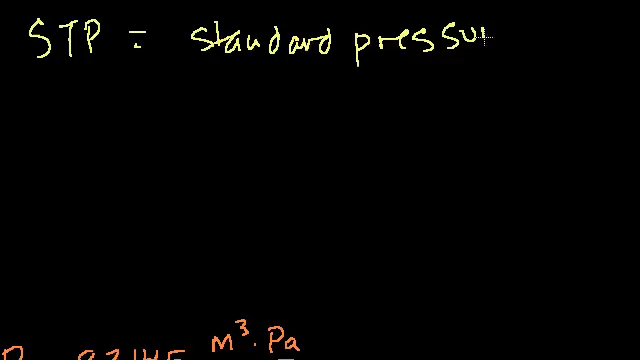 STP = standard pressu
m³ · Pa